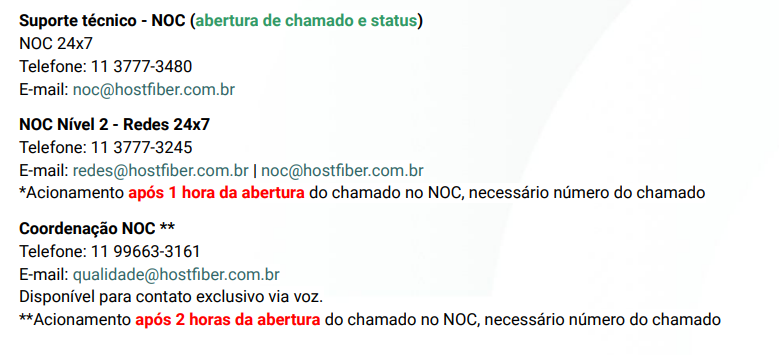 Suporte técnico - NOC (abertura de chamado e status)
NOC 24x7
Telefone: 11 3777-3480
E-mail: noc@hostfiber.com.br
NOC Nível 2 - Redes 24x7
Telefone: 11 3777-3245
E-mail: redes@hostfiber.com.br | noc@hostfiber.com.br
*Acionamento após 1 hora da abertura do chamado no NOC, necessário número do chamado
Coordenação NOC **
Telefone: 11 99663-3161
E-mail: qualidade@hostfiber.com.br
Disponível para contato exclusivo via voz.
**Acionamento após 2 horas da abertura do chamado no NOC, necessário número do chamado